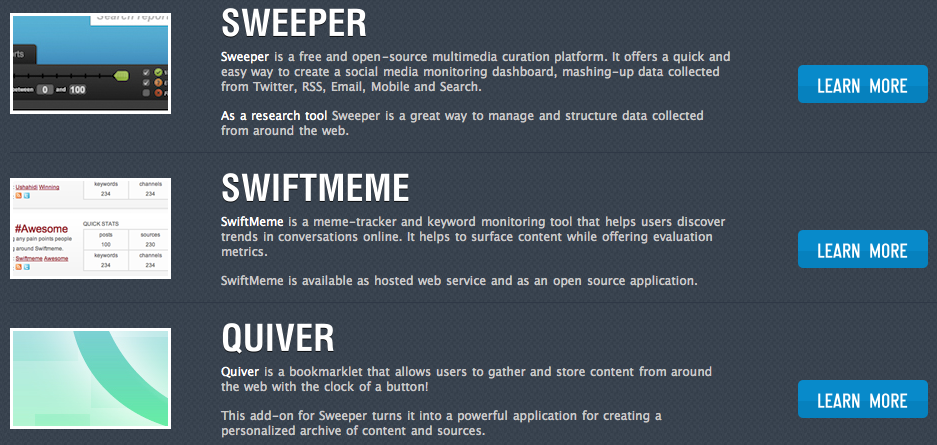 Search report
SWEEPER
Sweeper is a free and open-source multimedia curation platform. It offers a quick and
easy way to create a social media monitoring dashboard, mashing-up data collected
from Twitter, RSS, Email, Mobile and Search.
As a research tool Sweeper is a great way to manage and structure data collected
from around the web.
rts
between 0 and 100
LEARN MORE
SWIFTMEME
SwiftMeme is a meme-tracker and keyword monitoring tool that helps users discover
trends in conversations online. It helps to surface content while offering evaluation
metrics.
SwiftMeme is available as hosted web service and as an open source application.
Ushahidi Winning
keywords channels
234 234
#Awesome
g any pain points people
g around Swiftmeme.
Swiftmeme Awesome
QUICK STATS
posts sources
100 230
keywords channels
234 234
LEARN MORE
QUIVER
Quiver is a bookmarklet that allows users to gather and store content from around
the web with the clock of a button!
This add-on for Sweeper turns it into a powerful application for creating a
personalized archive of content and sources.
LEARN MORE